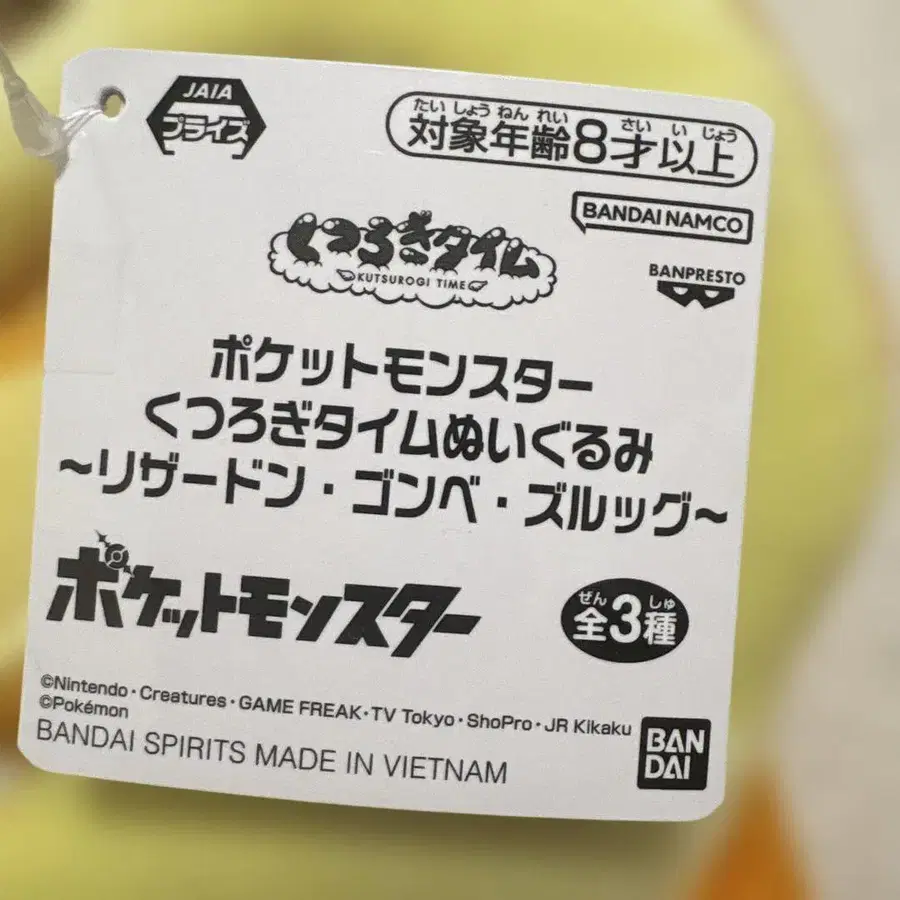 JAIA
プライズ
たいしょうねんれい さい いじょう
対象年齢8才以上
BANDAI NAMCO
くつろぎタイム
KUTSUROGI TIME
BANPRESTO
ポケットモンスター
くつろぎタイムぬいぐるみ
~リザードン・ゴンベ・ズルッグ~
ポケットモンスター
ぜん しゅ
全3種
©Nintendo・Creatures・GAME FREAK・TV Tokyo・ShoPro・JR Kikaku
©Pokémon
BANDAI SPIRITS MADE IN VIETNAM
BAN
DAI